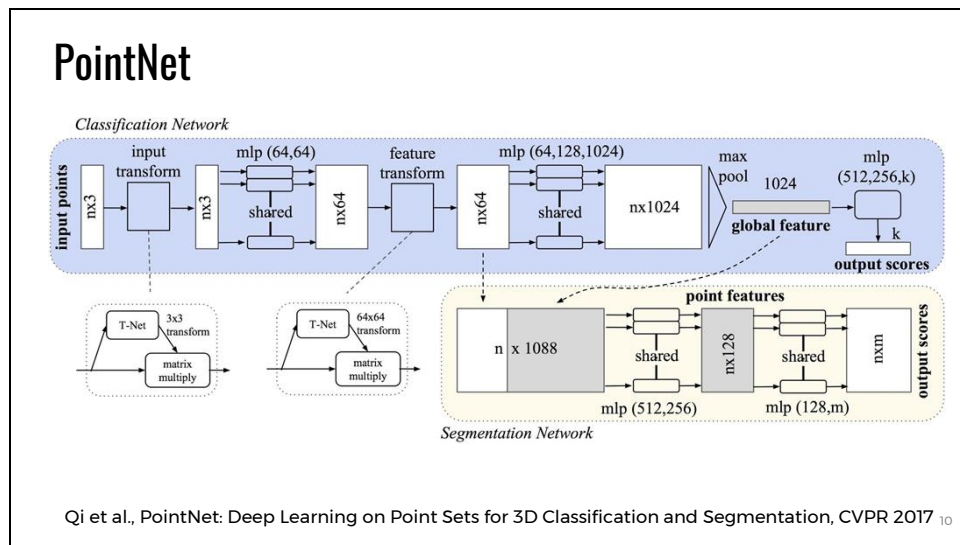 PointNet
Classification Network
input points
nx3
input
transform
nx3
mlp (64,64)
shared
nx64
feature
transform
nx64
mlp (64,128,1024)
shared
nx1024
max
pool
1024
global feature
mlp
(512,256,k)
k
output scores
T-Net
3x3
transform
matrix
multiply
T-Net
64x64
transform
matrix
multiply
point features
n x 1088
shared
mlp (512,256)
nx128
shared
mlp (128,m)
nxm
output scores
Segmentation Network
Qi et al., PointNet: Deep Learning on Point Sets for 3D Classification and Segmentation, CVPR 2017 10